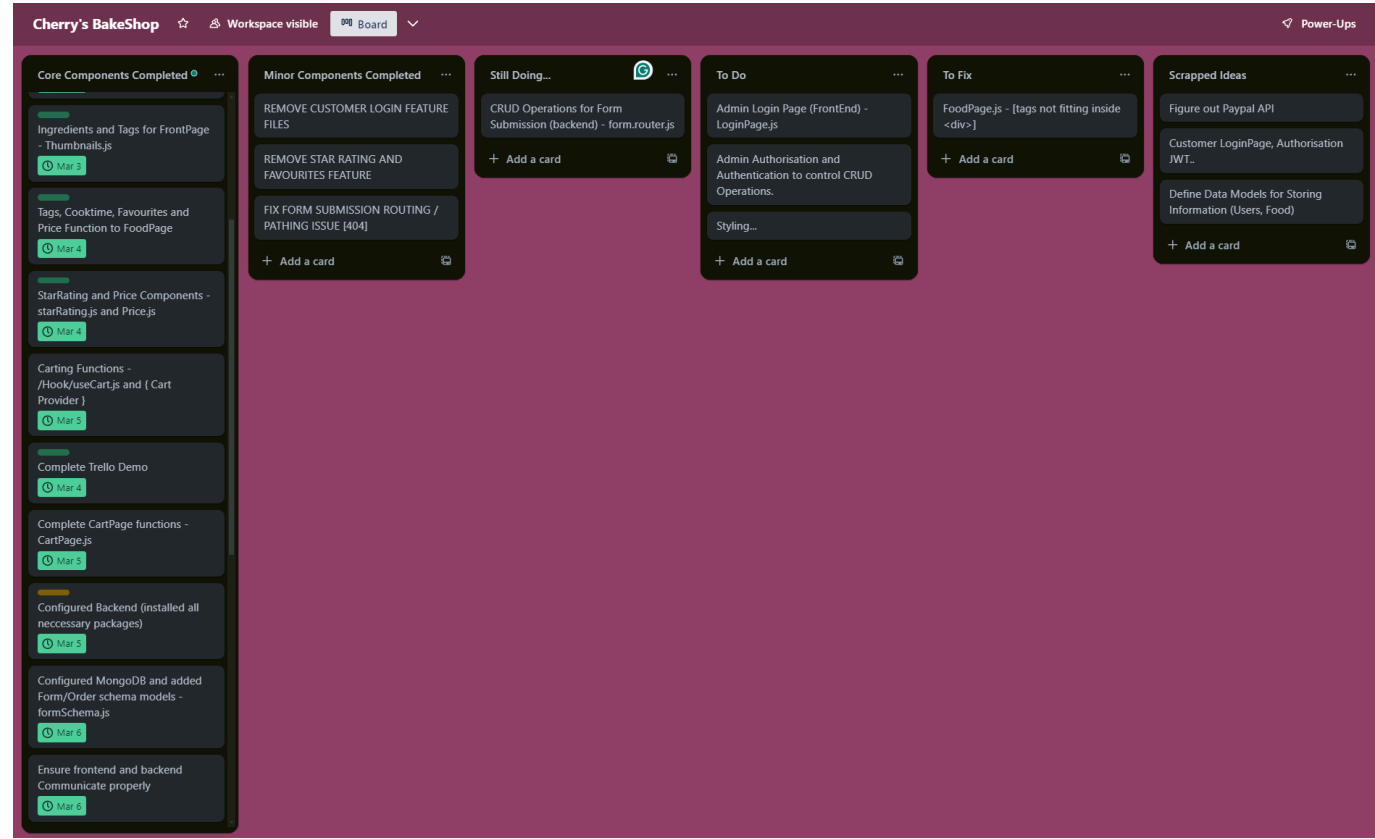 Cherry's BakeShop
Workspace visible
Board
Power-Ups
Core Components Completed
Ingredients and Tags for FrontPage
- Thumbnails.js
Mar 3
Tags, Cooktime, Favourites and
Price Function to FoodPage
Mar 4
StarRating and Price Components -
starRating.js and Price.js
Mar 4
Carting Functions -
/Hook/useCart.js and { Cart
Provider }
Mar 5
Complete Trello Demo
Mar 4
Complete CartPage functions -
CartPage.js
Mar 5
Configured Backend (installed all
neccessary packages)
Mar 5
Configured MongoDB and added
Form/Order schema models -
formSchema.js
Mar 6
Ensure frontend and backend
Communicate properly
Mar 6
Minor Components Completed
REMOVE CUSTOMER LOGIN FEATURE
FILES
REMOVE STAR RATING AND
FAVOURITES FEATURE
FIX FORM SUBMISSION ROUTING /
PATHING ISSUE [404]
+ Add a card
Still Doing...
CRUD Operations for Form
Submission (backend) - form.router.js
+ Add a card
To Do
Admin Login Page (FrontEnd) -
LoginPage.js
Admin Authorisation and
Authentication to control CRUD
Operations.
Styling...
+ Add a card
To Fix
FoodPage.js - [tags not fitting inside
<div>]
+ Add a card
Scrapped Ideas
Figure out Paypal API
Customer LoginPage, Authorisation
JWT..
Define Data Models for Storing
Information (Users, Food)
+ Add a card